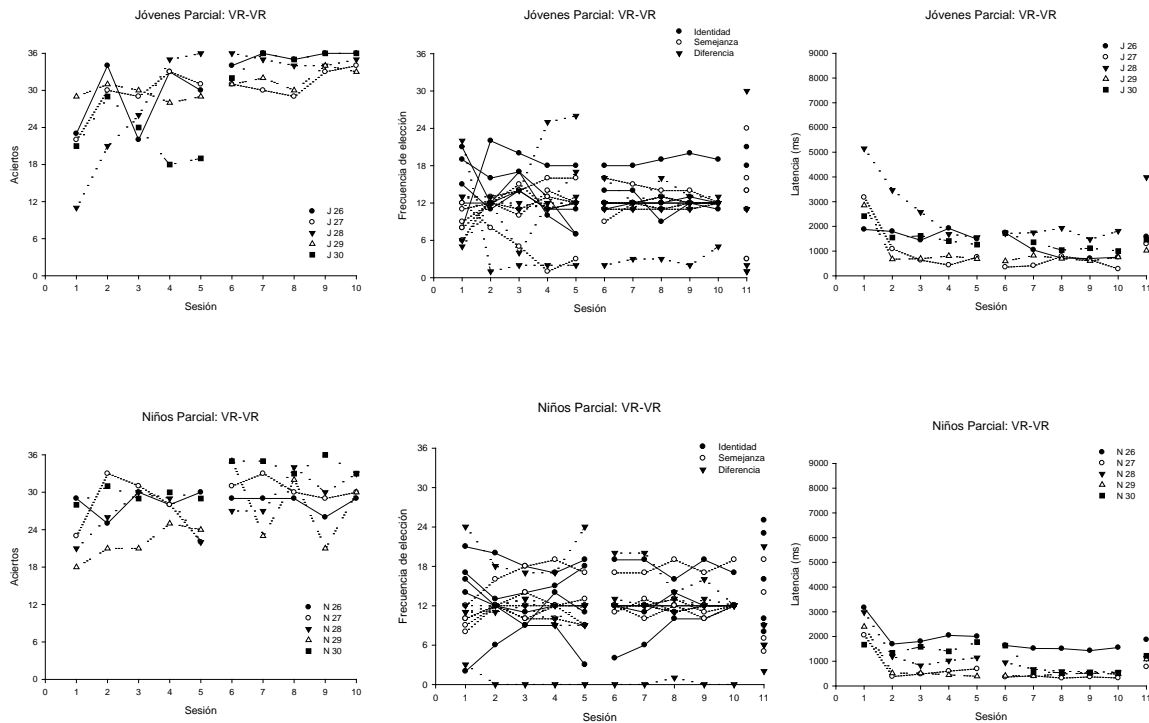 Jóvenes Parcial: VR-VR
Aciertos
36
30
24
18
12
6
0
J 26
J 27
J 28
J 29
J 30
0 1 2 3 4 5 6 7 8 9 10
Sesión
Jóvenes Parcial: VR-VR
Identidad
Semejanza
Diferencia
Frecuencia de elección
36
30
24
18
12
6
0
0 1 2 3 4 5 6 7 8 9 10 11
Sesión
Jóvenes Parcial: VR-VR
J 26
J 27
J 28
J 29
J 30
Latencia (ms)
9000
8000
7000
6000
5000
4000
3000
2000
1000
0
0 1 2 3 4 5 6 7 8 9 10 11
Sesión
Niños Parcial: VR-VR
Aciertos
36
30
24
18
12
6
0
N 26
N 27
N 28
N 29
N 30
0 1 2 3 4 5 6 7 8 9 10
Sesión
Niños Parcial: VR-VR
Identidad
Semejanza
Diferencia
Frecuencia de elección
36
30
24
18
12
6
0
0 1 2 3 4 5 6 7 8 9 10 11
Sesión
Niños Parcial: VR-VR
N 26
N 27
N 28
N 29
N 30
Latencia (ms)
9000
8000
7000
6000
5000
4000
3000
2000
1000
0
0 1 2 3 4 5 6 7 8 9 10 11
Sesión